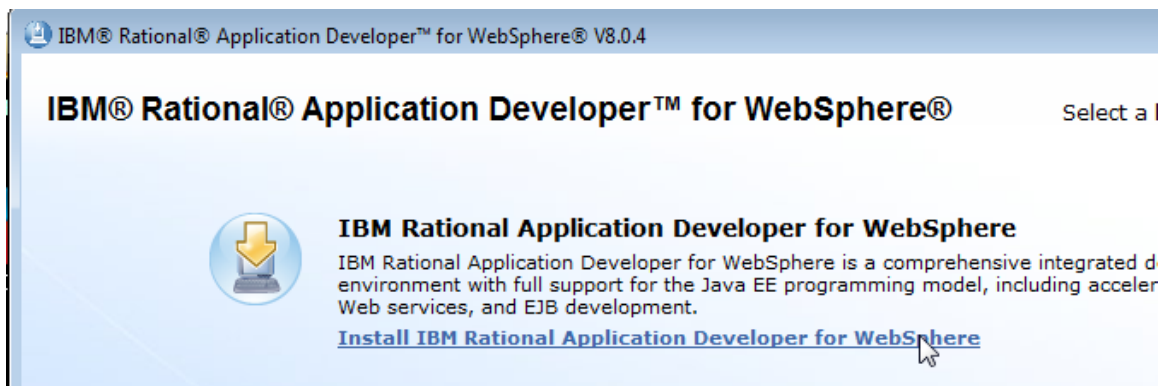 IBM® Rational® Application Developer™ for WebSphere® V8.0.4
IBM® Rational® Application Developer™ for WebSphere®
Select a
IBM Rational Application Developer for WebSphere
IBM Rational Application Developer for WebSphere is a comprehensive integrated
environment with full support for the Java EE programming model, including
Web services, and EJB development.
Install IBM Rational Application Developer for WebSphere